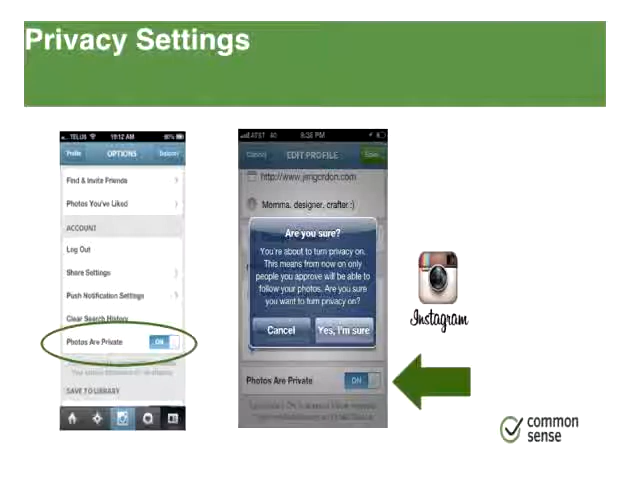 Privacy Settings
TELUS 10:12 AM 80%
Profile OPTIONS
Find & Invite Friends
Photos You've Liked
ACCOUNT
Log Out
Share Settings
Push Notification Settings
Clear Search History
Photos Are Private ON
SAVE TO LIBRARY
AT&T 4G 8:38 PM
Cancel EDIT PROFILE Save
http://www.jengordon.com
Momma. designer. crafter :)
Are you sure?
You're about to turn privacy on.
This means from now on only
people you approve will be able to
follow your photos. Are you sure
you want to turn privacy on?
Cancel Yes, I'm sure
Photos Are Private ON
Instagram
common
sense